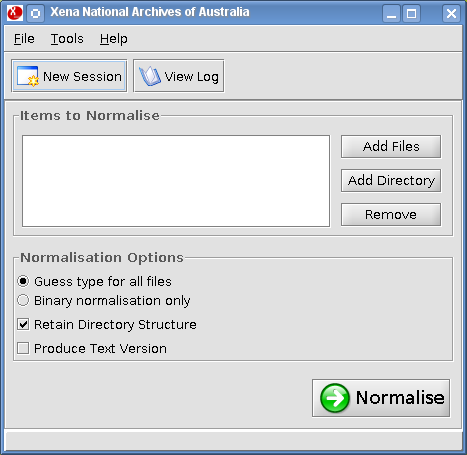 Xena National Archives of Australia
File Tools Help
New Session View Log
Items to Normalise
Add Files
Add Directory
Remove
Normalisation Options
Guess type for all files
Binary normalisation only
Retain Directory Structure
Produce Text Version
Normalise